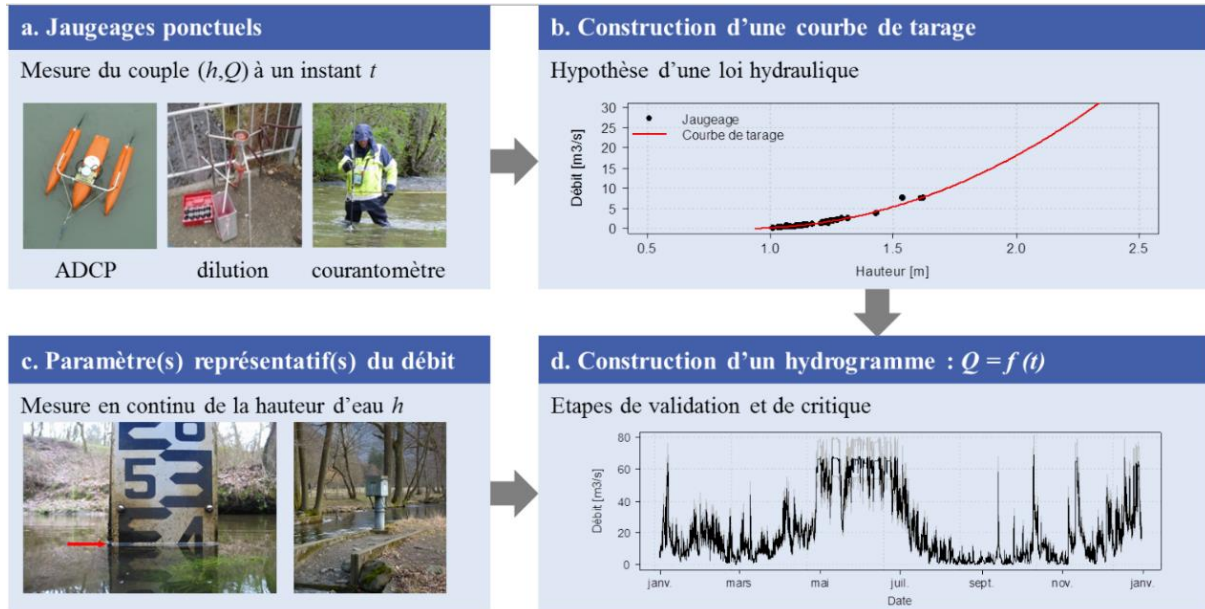 a. Jaugeages ponctuels
Mesure du couple (h,Q) à un instant t
ADCP
dilution
courantomètre
b. Construction d’une courbe de tarage
Hypothèse d’une loi hydraulique
Débit [m3/s]
30
25
20
15
10
5
0
Jaugeage
Courbe de tarage
0.5
1.0
1.5
2.0
2.5
Hauteur [m]
c. Paramètre(s) représentatif(s) du débit
Mesure en continu de la hauteur d’eau h
6
5
4
d. Construction d’un hydrogramme : Q = f (t)
Etapes de validation et de critique
Débit [m3/s]
80
60
40
20
0
janv.
mars
mai
juil.
sept.
nov.
janv.
Date